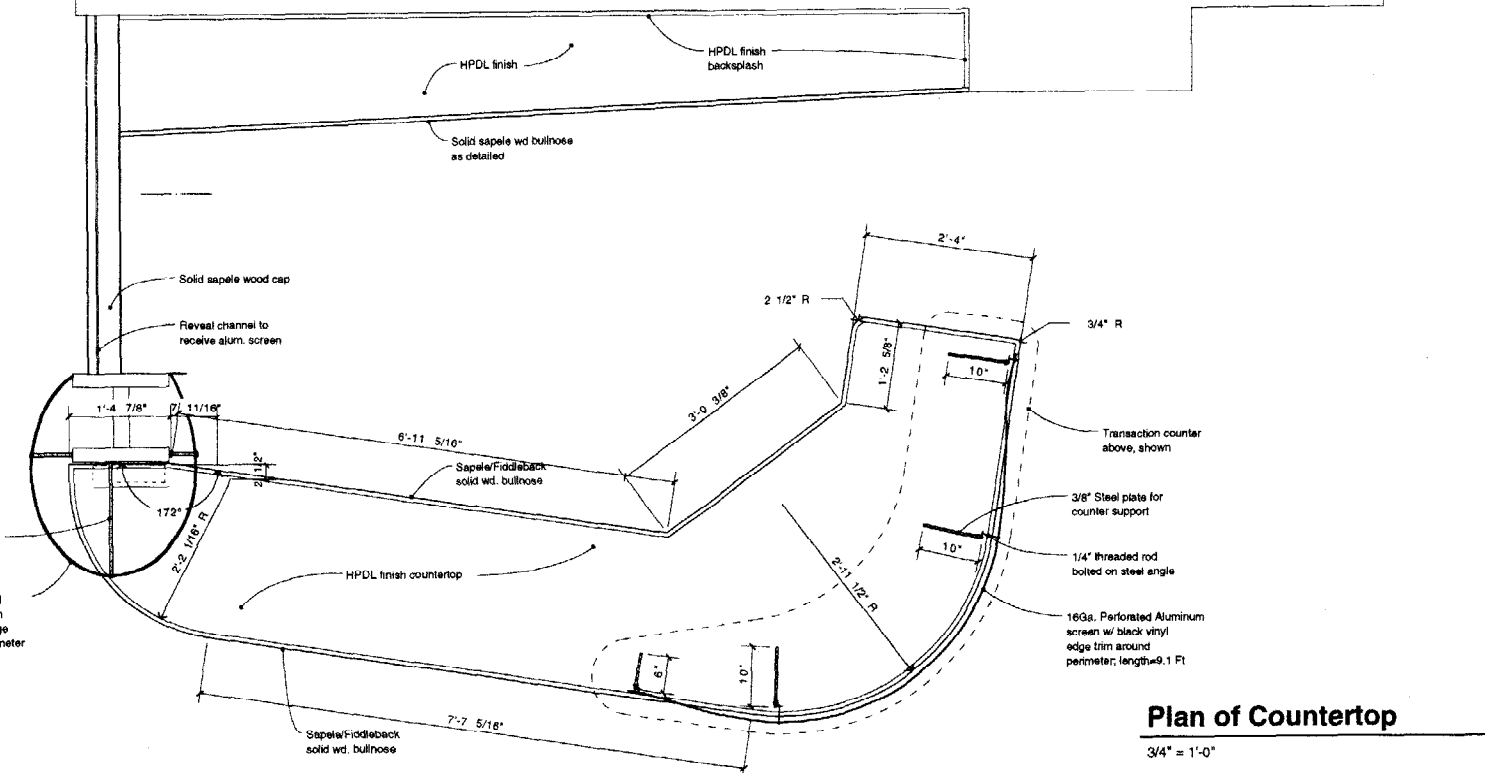 HPDL finish
HPDL finish
backsplash
Solid sapele wd bullnose
as detailed
Solid sapele wood cap
Reveal channel to
receive alum. screen
2'-4"
2 1/2" R
3/4" R
1'-2 5/8"
10"
3'-0 3/8"
1'-4 7/8"
7/
11/16"
6'-11 5/16"
Sapele/Fiddleback
solid wd. bullnose
2 1/2"
172°
2'-2 1/16" R
Transaction counter
above, shown
3/8" Steel plate for
counter support
10"
1/4" threaded rod
bolted on steel angle
HPDL finish countertop
2'-11 1/2" R
16Ga. Perforated Aluminum
screen w/ black vinyl
edge trim around
perimeter; length=9.1 Ft
6'
10'
7'-7 5/16"
Sapele/Fiddleback
solid wd. bullnose
Plan of Countertop
3/4" = 1'-0"